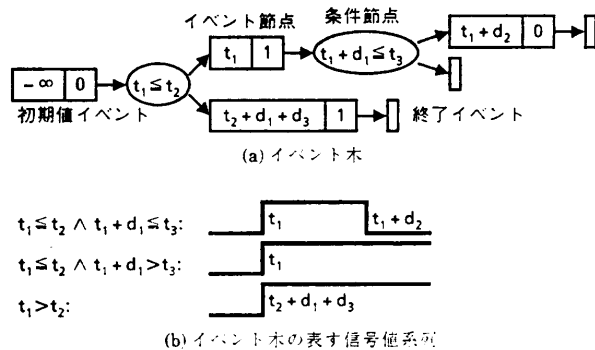 イベント節点
条件節点
t1 + d2 0
t1 1
t1 + d1 ≦ t3
-∞ 0
t1 ≦ t2
初期値イベント
t2 + d1 + d3 1
終了イベント
(a) イベント木
t1 ≦ t2 ∧ t1 + d1 ≦ t3:
t1
t1 + d2
t1 ≦ t2 ∧ t1 + d1 > t3:
t1
t1 > t2:
t2 + d1 + d3
(b) イベント木の表す信号値系列